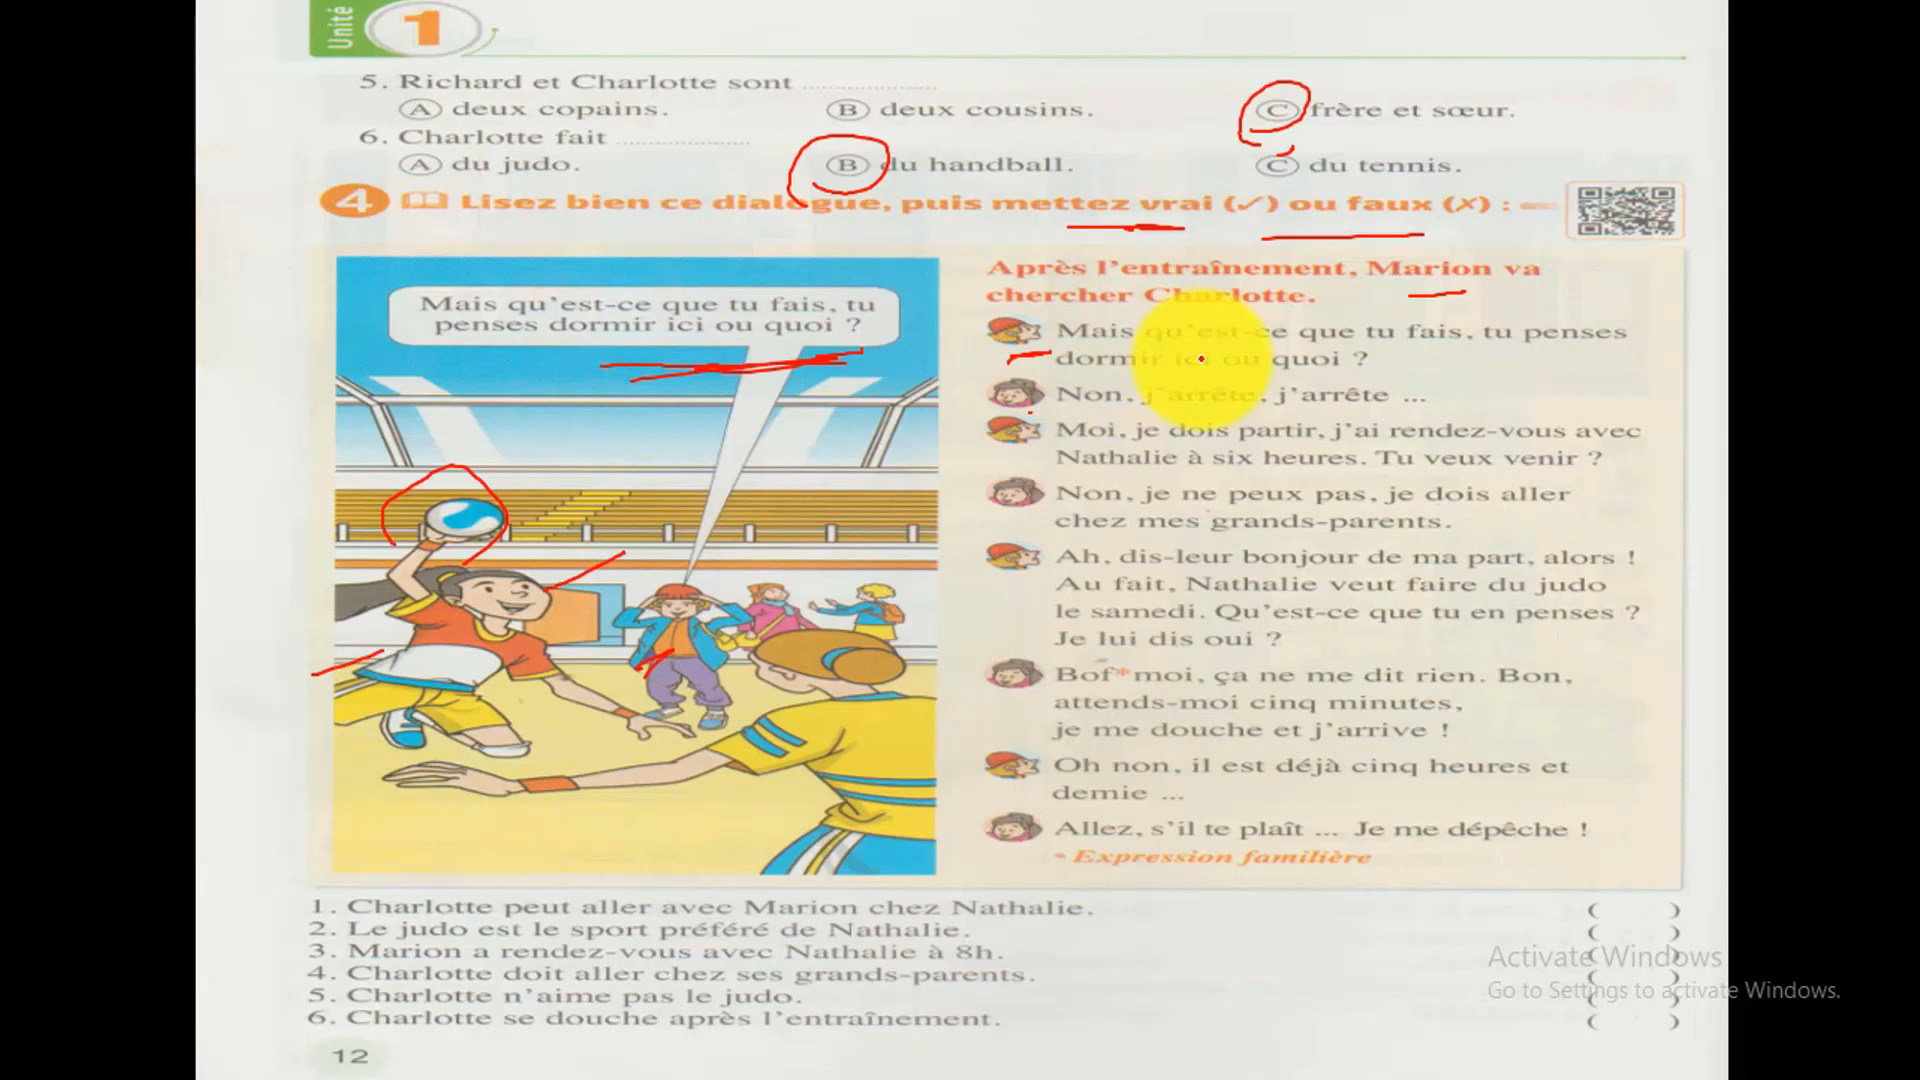 Unité
1
5. Richard et Charlotte sont ....................
A deux copains. B deux cousins. C frère et sœur.
6. Charlotte fait ....................
A du judo. B du handball. C du tennis.
4 Lisez bien ce dialogue, puis mettez vrai (✓) ou faux (✗) :
Mais qu'est-ce que tu fais, tu
penses dormir ici ou quoi ?
Après l'entraînement, Marion va
chercher Charlotte.
Mais qu'est-ce que tu fais, tu penses
dormir ici ou quoi ?
Non, j'arrête, j'arrête ...
Moi, je dois partir, j'ai rendez-vous avec
Nathalie à six heures. Tu veux venir ?
Non, je ne peux pas, je dois aller
chez mes grands-parents.
Ah, dis-leur bonjour de ma part, alors !
Au fait, Nathalie veut faire du judo
le samedi. Qu'est-ce que tu en penses ?
Je lui dis oui ?
Bof*moi, ça ne me dit rien. Bon,
attends-moi cinq minutes,
je me douche et j'arrive !
Oh non, il est déjà cinq heures et
demie ...
Allez, s'il te plaît ... Je me dépêche !
* Expression familière
1. Charlotte peut aller avec Marion chez Nathalie. ( )
2. Le judo est le sport préféré de Nathalie. ( )
3. Marion a rendez-vous avec Nathalie à 8h. ( )
4. Charlotte doit aller chez ses grands-parents. ( )
5. Charlotte n'aime pas le judo. ( )
6. Charlotte se douche après l'entraînement. ( )
12
Activate Windows
Go to Settings to activate Windows.